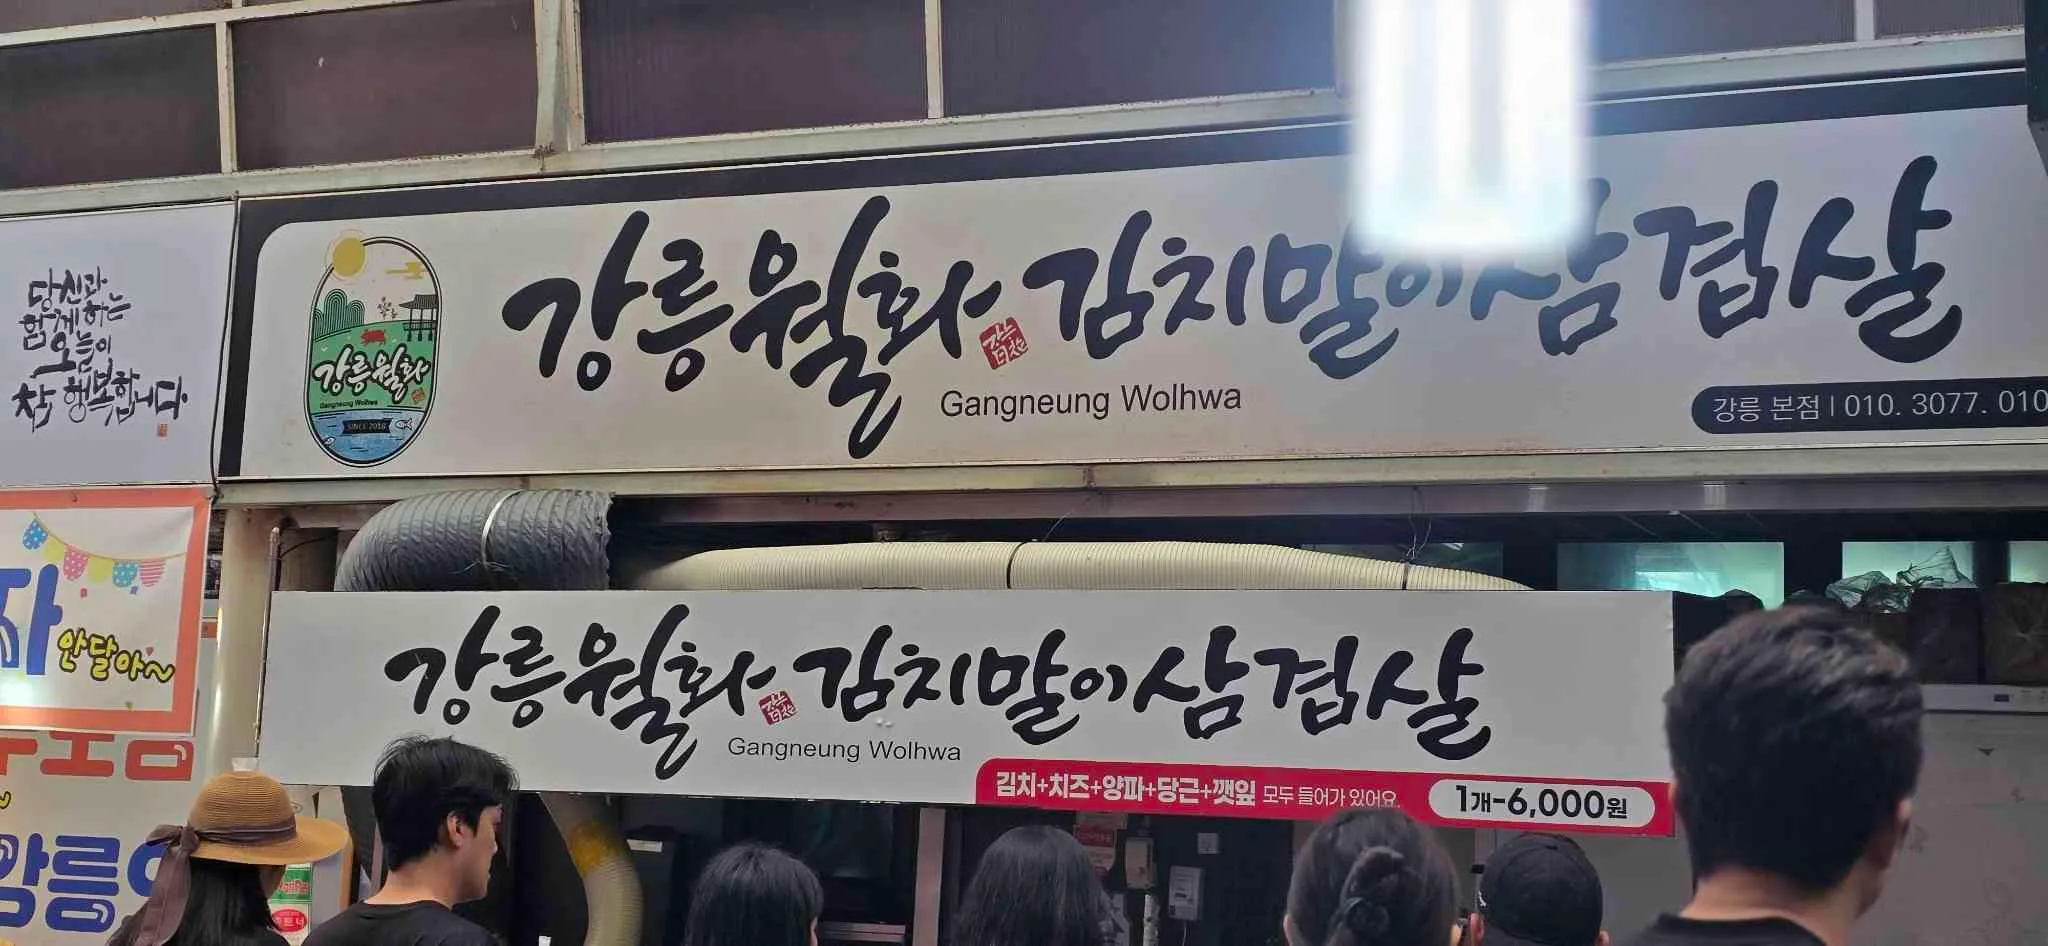 당신과
함께하는
오늘이
참 행복합니다.
강릉월화
Gangneung Wolhwa
SINCE 2018
강릉월화 김치말이삼겹살
Gangneung Wolhwa
강릉 본점 | 010. 3077. 010
자 안달아~
강릉월화 김치말이삼겹살
Gangneung Wolhwa
김치+치즈+양파+당근+깻잎 모두 들어가 있어요. 1개-6,000원